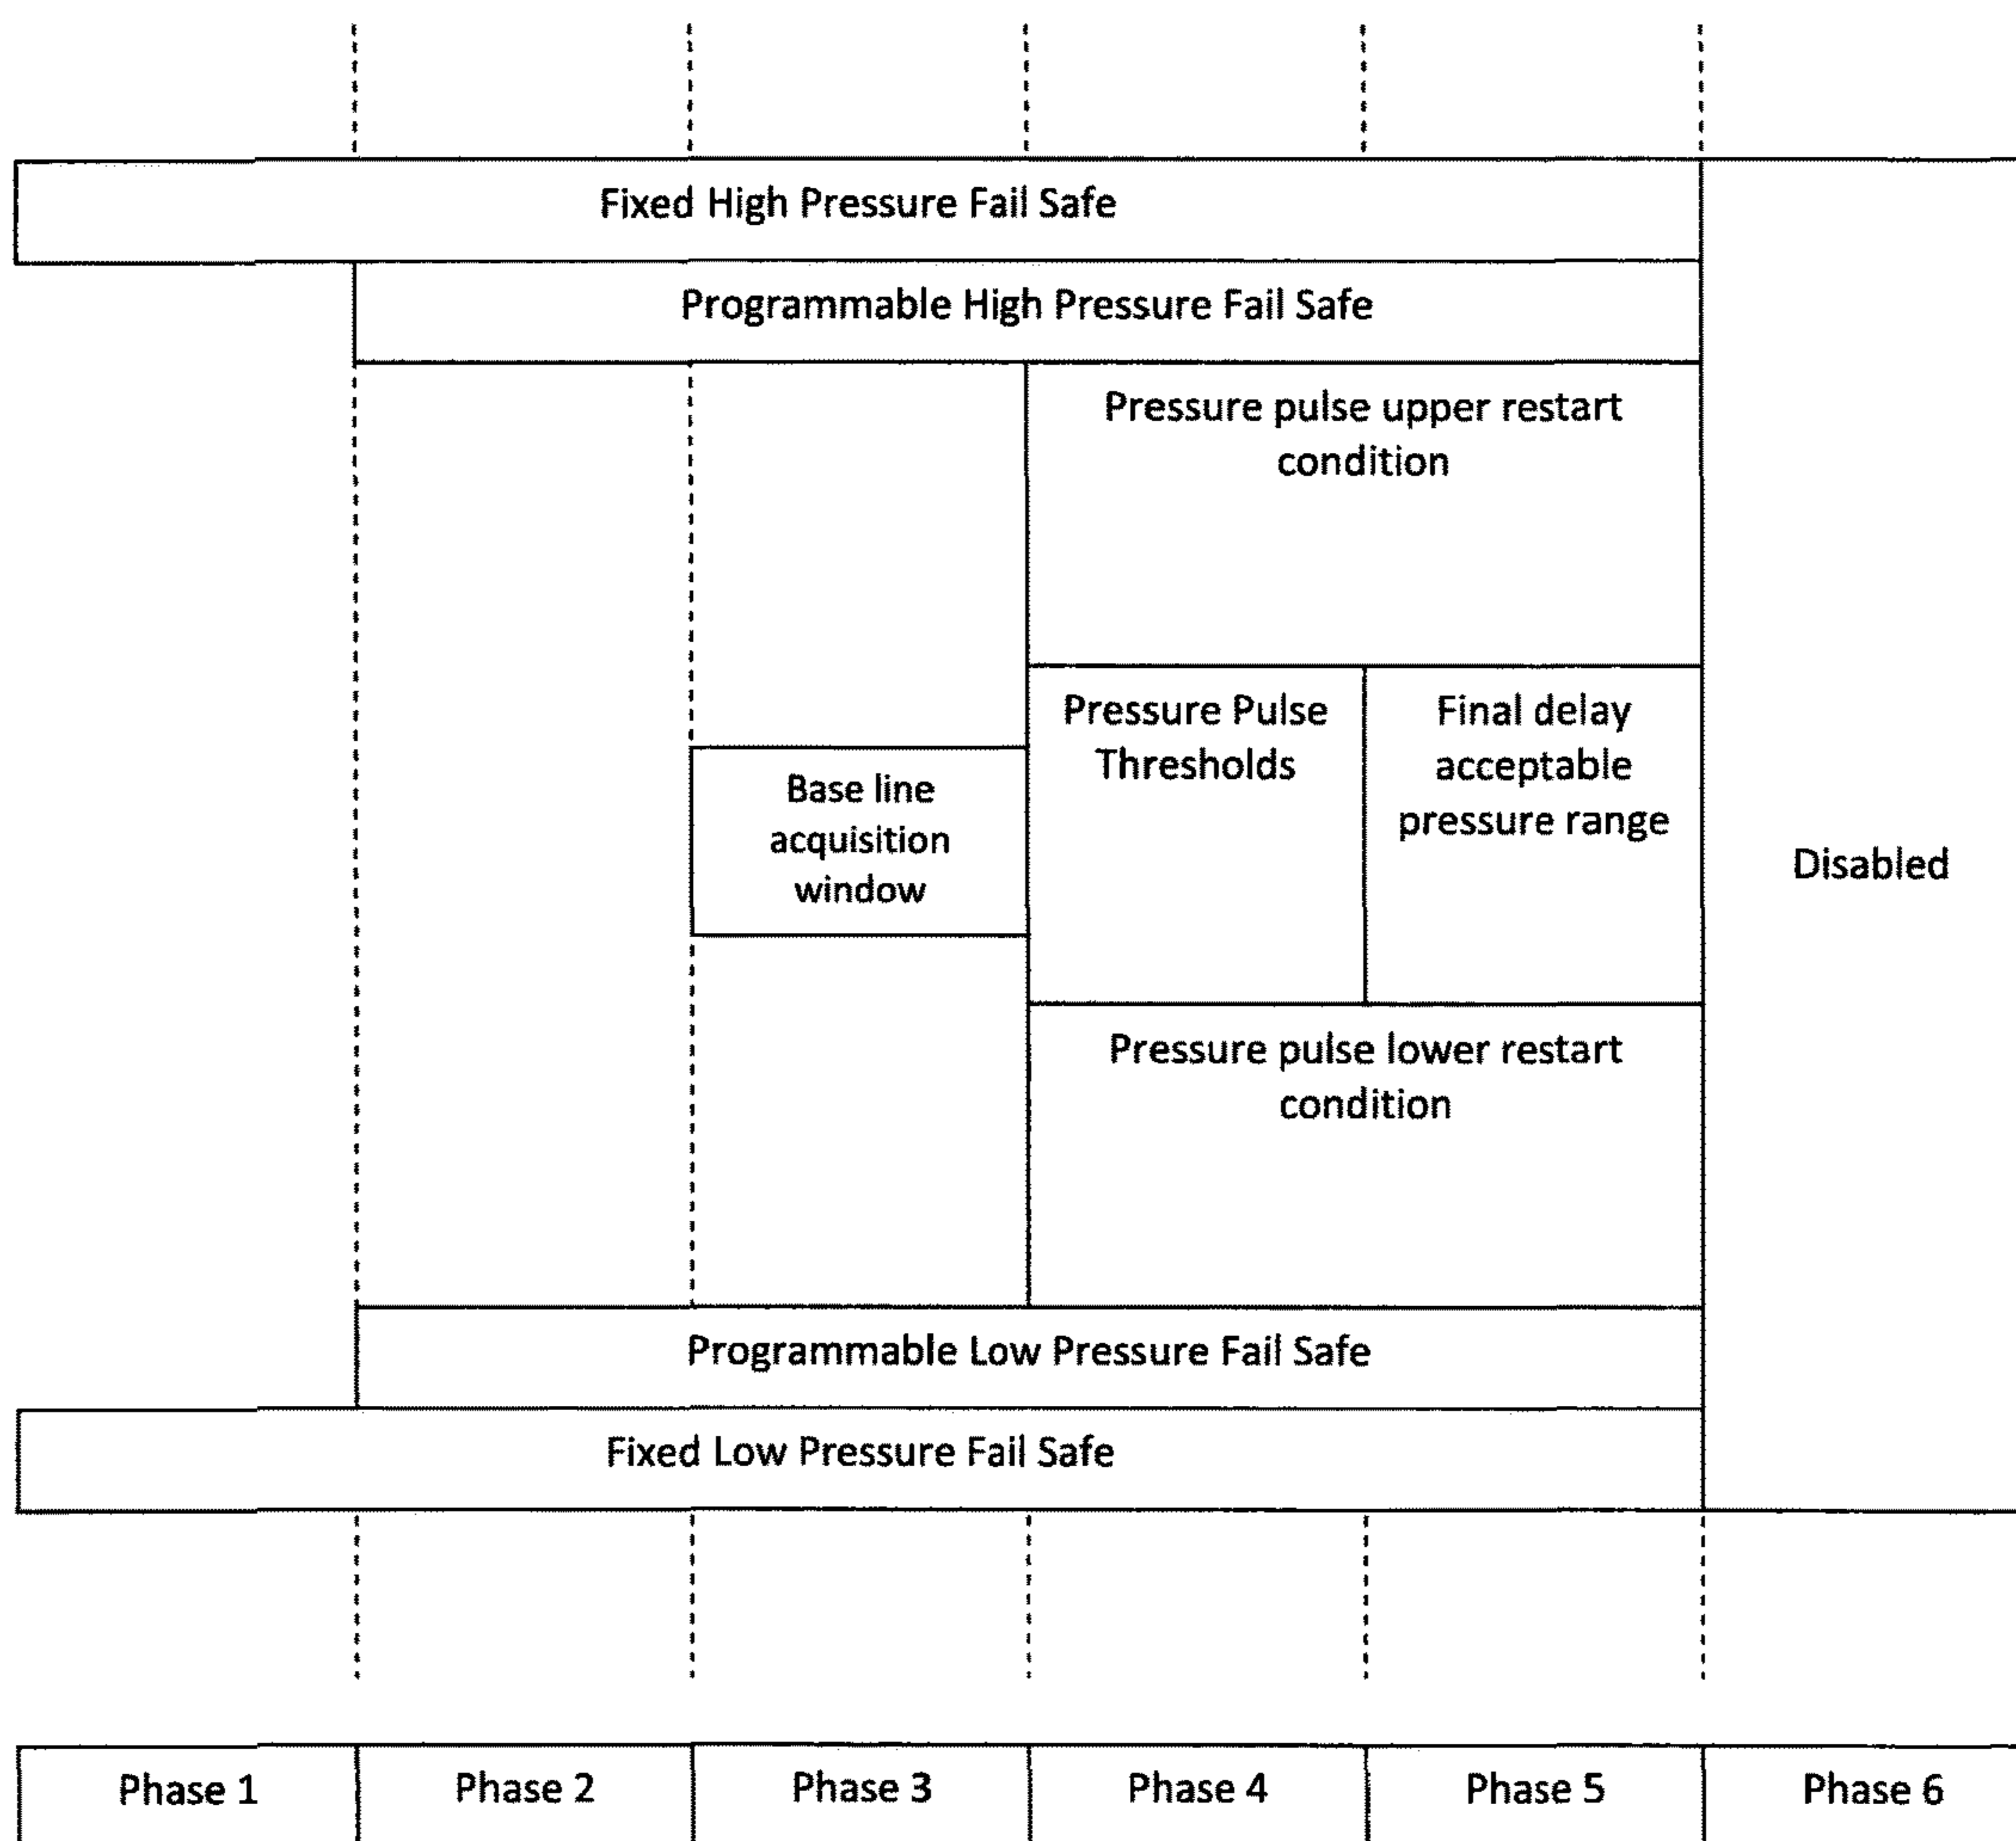 Fixed High Pressure Fail Safe
Programmable High Pressure Fail Safe
Pressure pulse upper restart
condition
Pressure Pulse
Thresholds
Final delay
acceptable
pressure range
Base line
acquisition
window
Disabled
Pressure pulse lower restart
condition
Programmable Low Pressure Fail Safe
Fixed Low Pressure Fail Safe
Phase 1
Phase 2
Phase 3
Phase 4
Phase 5
Phase 6